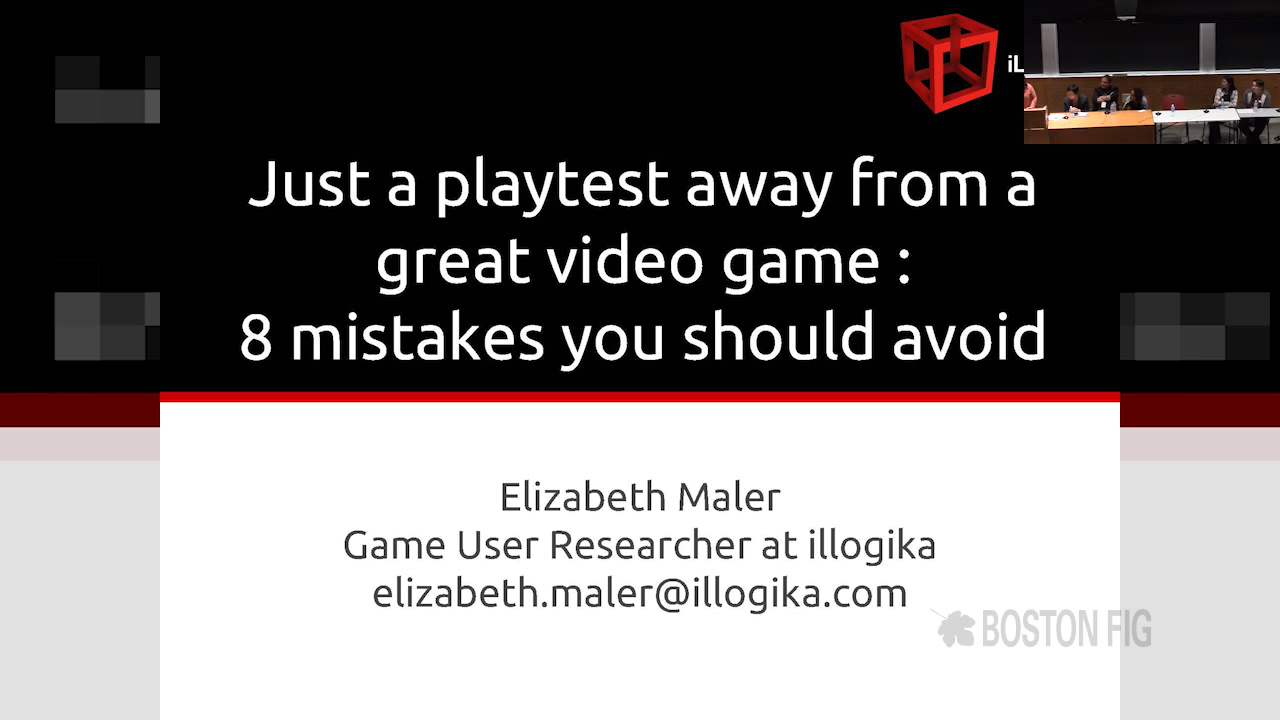 iL
Just a playtest away from a
great video game :
8 mistakes you should avoid
Elizabeth Maler
Game User Researcher at illogika
elizabeth.maler@illogika.com
BOSTON FIG